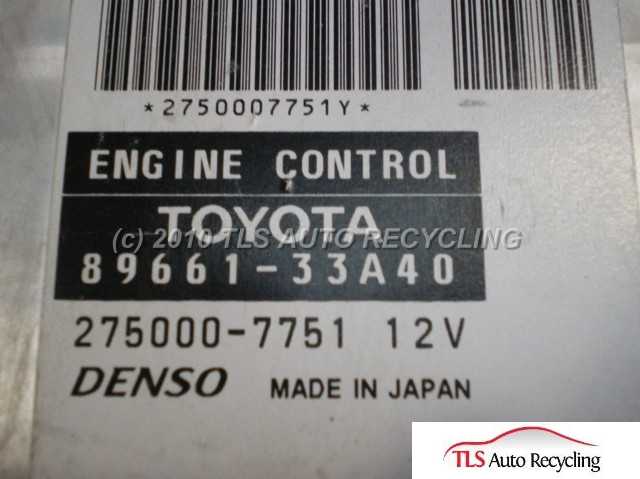 *2750007751Y*
ENGINE CONTROL
TOYOTA
(c) 2010 TLS AUTO RECYCLING
89661-33A40
275000-7751 12V
DENSO MADE IN JAPAN
TLS Auto Recycling